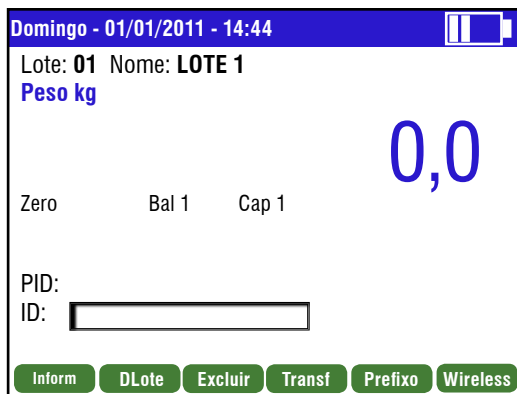 Domingo - 01/01/2011 - 14:44
Lote: 01 Nome: LOTE 1
Peso kg
0,0
Zero Bal 1 Cap 1
PID:
ID:
Inform DLote Excluir Transf Prefixo Wireless